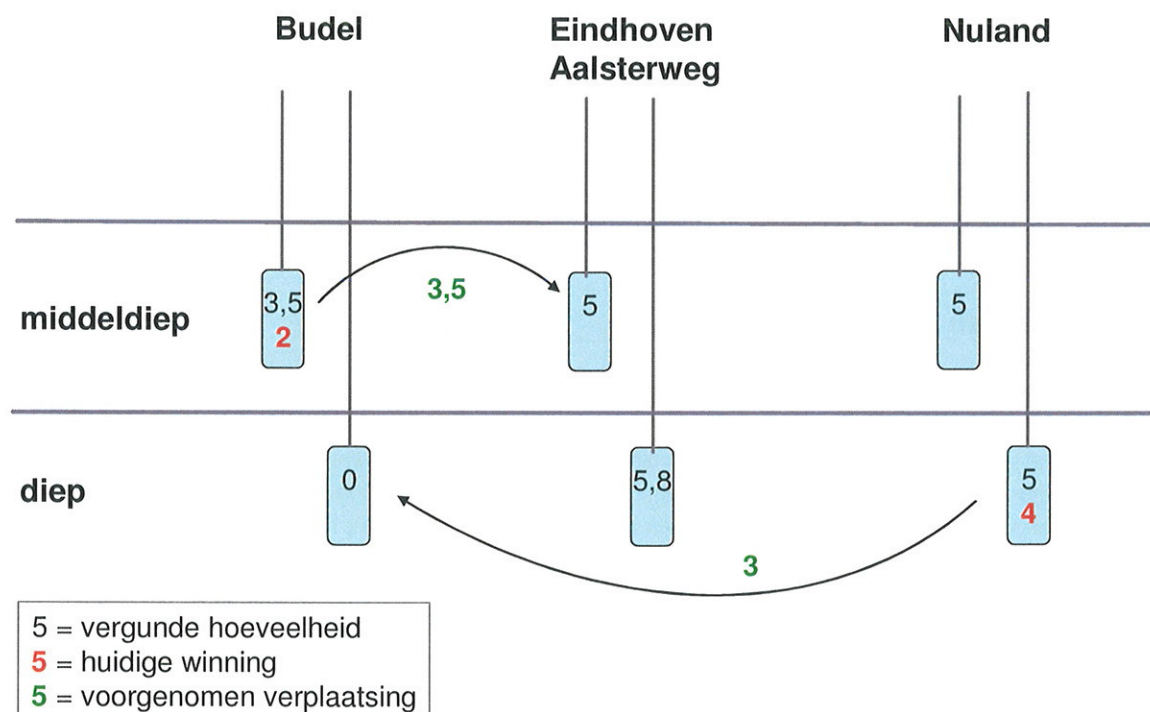 Budel
Eindhoven
Aalsterweg
Nuland
middeldiep
3,5
2
3,5
5
5
diep
0
5,8
5
4
3
5 = vergunde hoeveelheid
5 = huidige winning
5 = voorgenomen verplaatsing